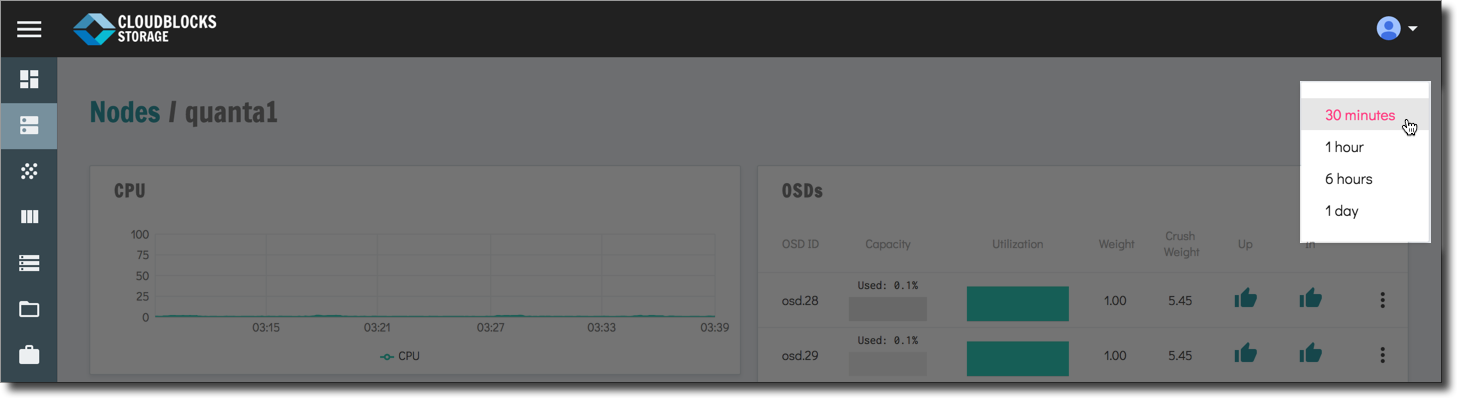 CLOUDBLOCKS
STORAGE
Nodes / quanta1
30 minutes
1 hour
6 hours
1 day
CPU
100
75
50
25
0
03:15 03:21 03:27 03:33 03:39
CPU
OSDs
OSD ID Capacity Utilization Weight Crush Weight Up In
osd.28 Used: 0.1% 1.00 5.45
osd.29 Used: 0.1% 1.00 5.45